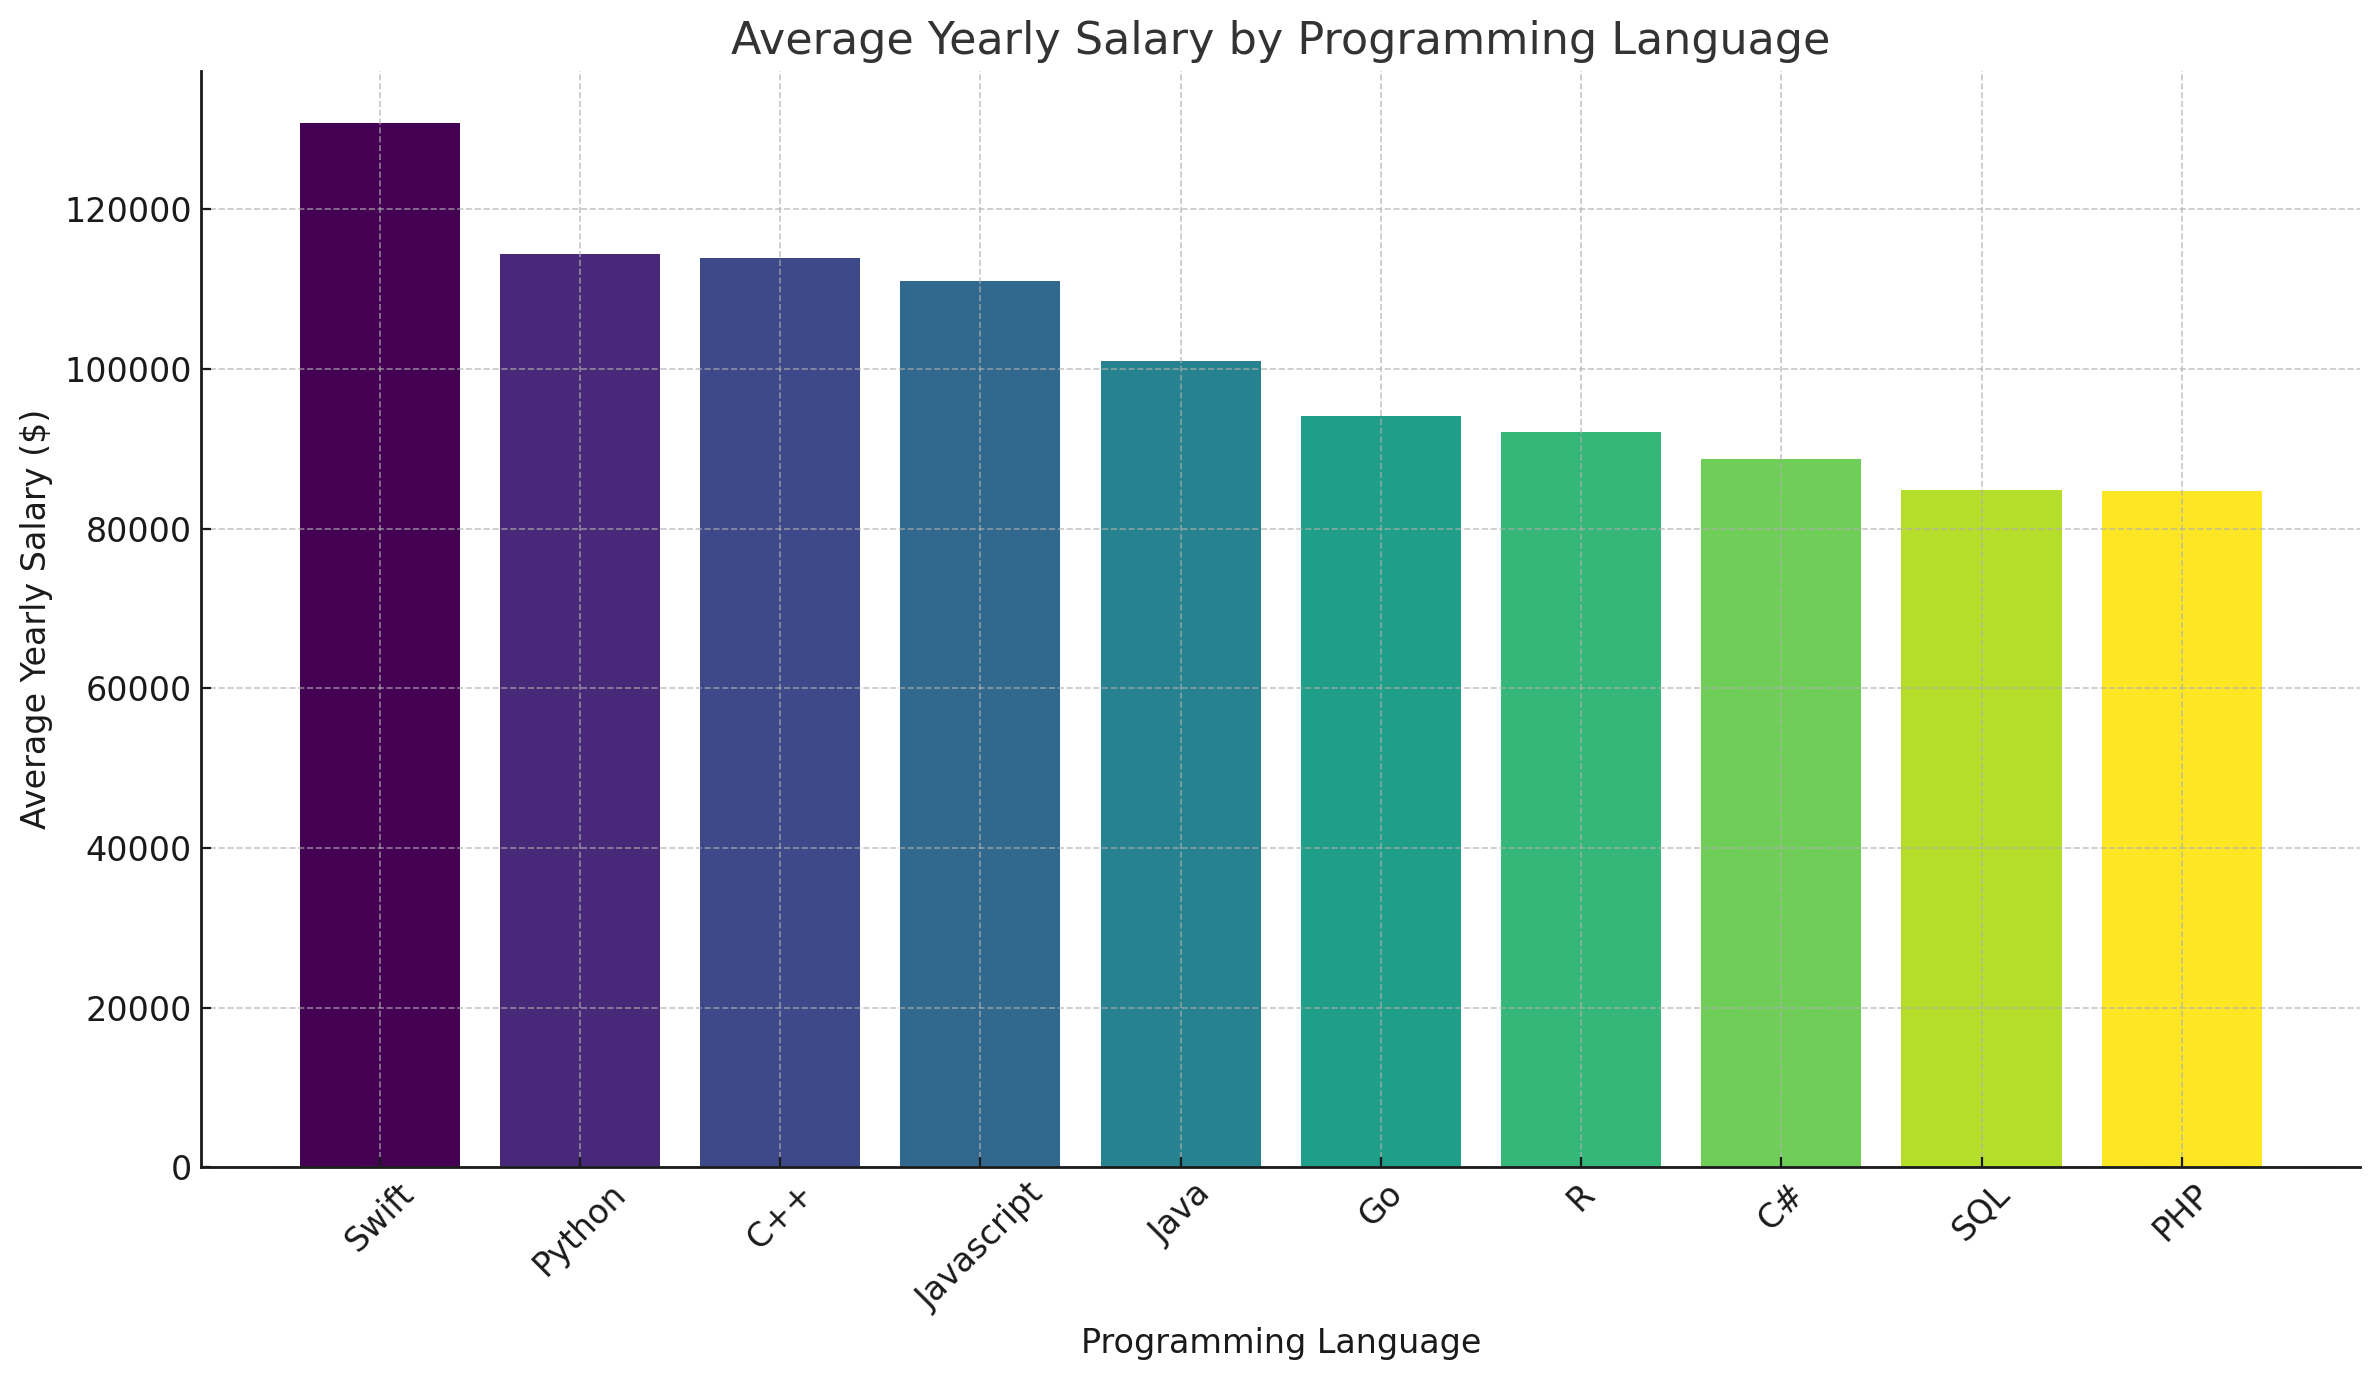 Average Yearly Salary by Programming Language
Average Yearly Salary ($)
120000
100000
80000
60000
40000
20000
0
Swift
Python
C++
Javascript
Java
Go
R
C#
SQL
PHP
Programming Language